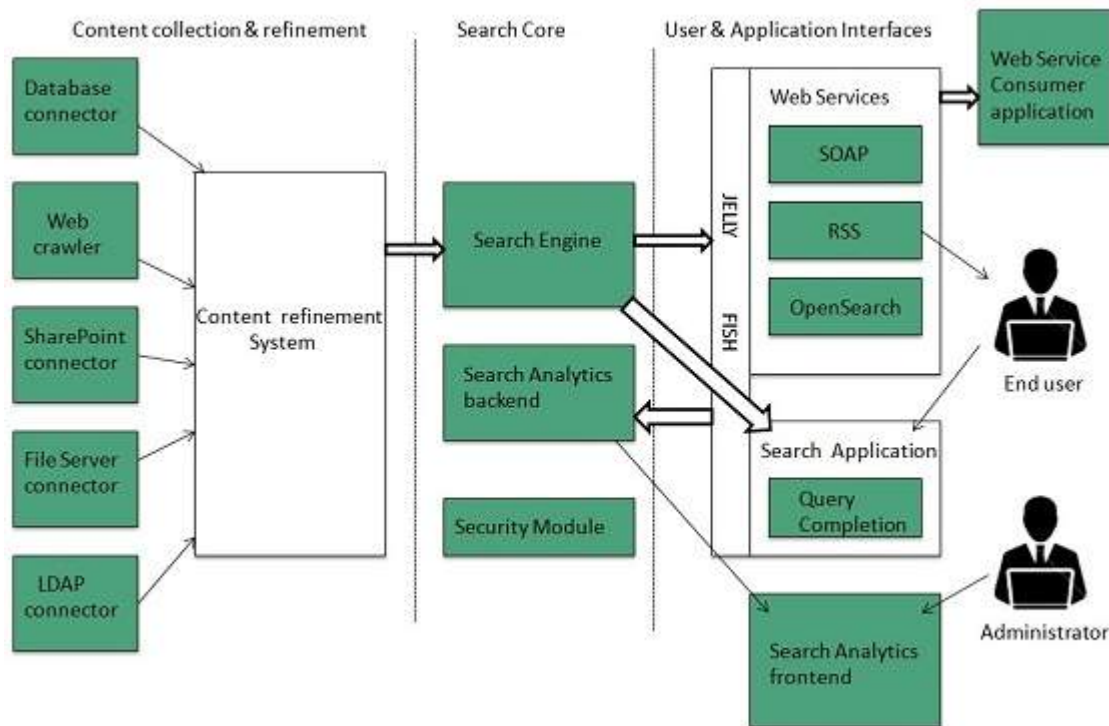 Content collection & refinement
Search Core
User & Application Interfaces
Database
connector
Web
crawler
SharePoint
connector
File Server
connector
LDAP
connector
Content refinement
System
Search Engine
Search Analytics
backend
Security Module
JELLY FISH
Web Services
SOAP
RSS
OpenSearch
Search Application
Query
Completion
Search Analytics
frontend
Web Service
Consumer
application
End user
Administrator